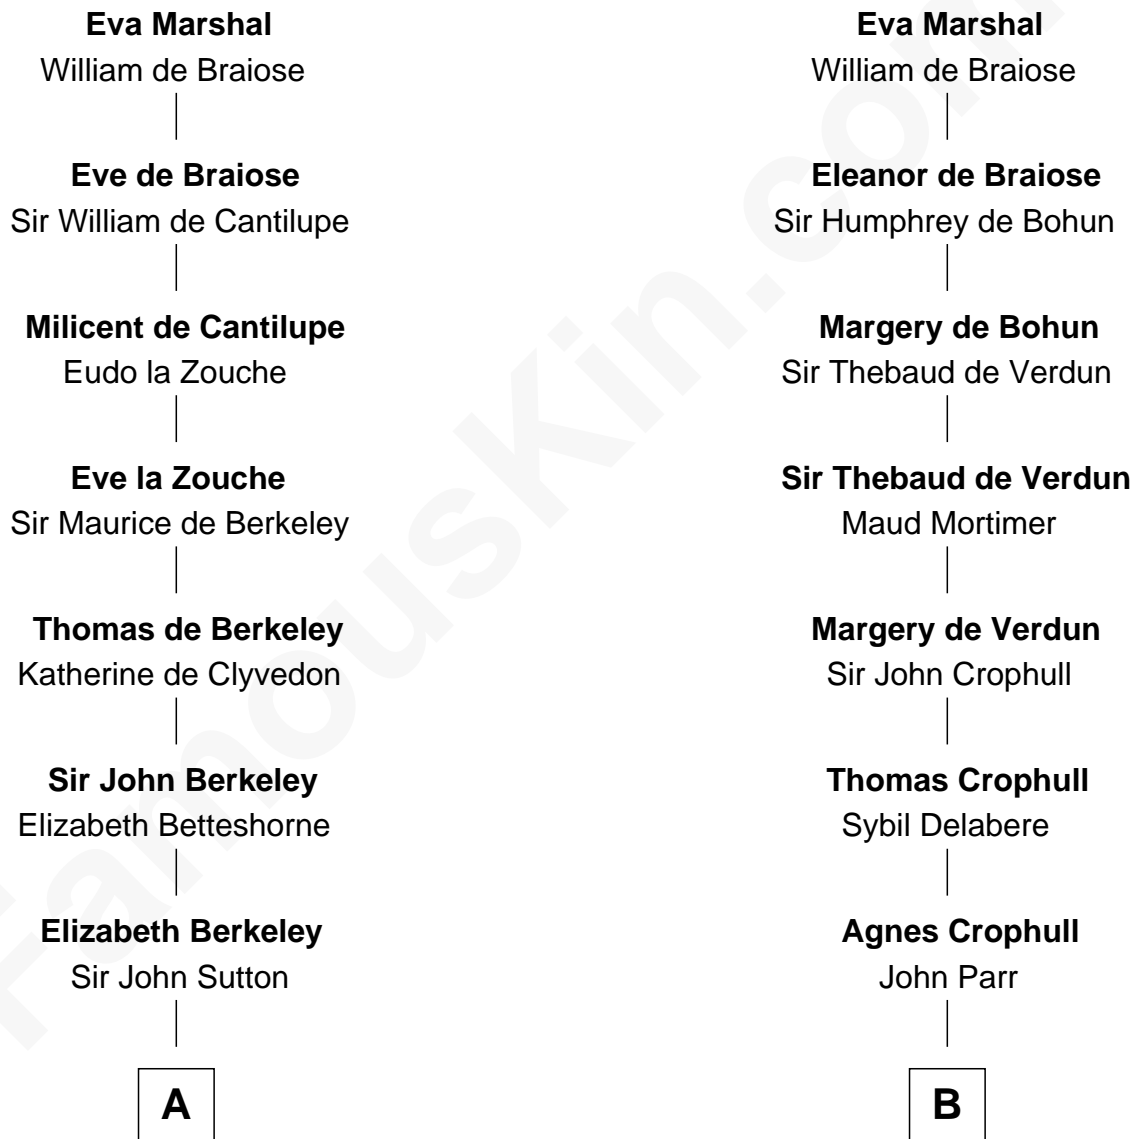 Eva Marshal
William de Braiose
Eve de Braiose
Sir William de Cantilupe
Milicent de Cantilupe
Eudo la Zouche
Eve la Zouche
Sir Maurice de Berkeley
Thomas de Berkeley
Katherine de Clyvedon
Sir John Berkeley
Elizabeth Betteshorne
Elizabeth Berkeley
Sir John Sutton
A
Eva Marshal
William de Braiose
Eleanor de Braiose
Sir Humphrey de Bohun
Margery de Bohun
Sir Thebaud de Verdun
Sir Thebaud de Verdun
Maud Mortimer
Margery de Verdun
Sir John Crophull
Thomas Crophull
Sybil Delabere
Agnes Crophull
John Parr
B
FamousKin.com